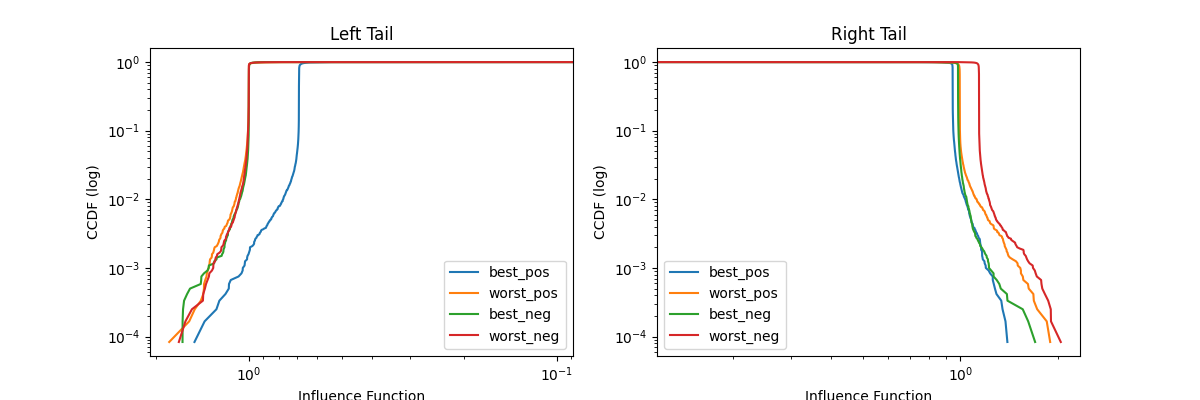 Left Tail
CCDF (log)
10⁰
10⁻¹
10⁻²
10⁻³
10⁻⁴
best_pos
worst_pos
best_neg
worst_neg
10⁰
10⁻¹
Influence Function
Right Tail
CCDF (log)
10⁰
10⁻¹
10⁻²
10⁻³
10⁻⁴
best_pos
worst_pos
best_neg
worst_neg
10⁰
Influence Function